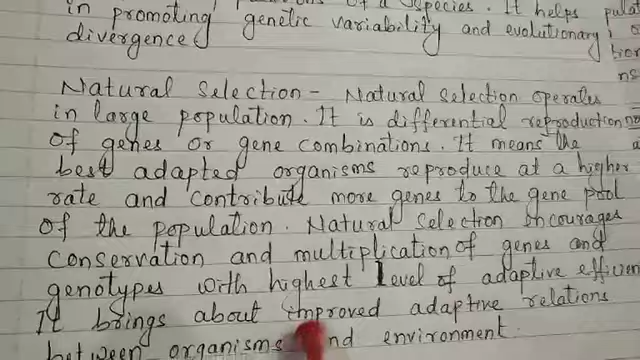 in promoting genetic variability and evolutionary
divergence
Natural Selection - Natural Selection operates
in large population. It is differential reproduction
of genes or gene combinations. It means the
best adapted organisms reproduce at a higher
rate and contribute more genes to the gene pool
of the population. Natural Selection Encourages
Conservation and multiplication of genes and
genotypes with highest level of adaptive
It brings about improved adaptive relations
between organisms and environment.